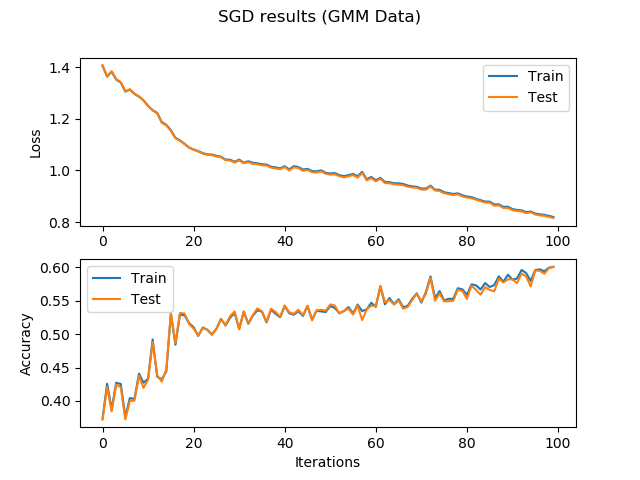 SGD results (GMM Data)
1.4
1.2
1.0
0.8
Loss
Train
Test
0 20 40 60 80 100
0.60
0.55
0.50
0.45
0.40
Accuracy
Train
Test
0 20 40 60 80 100
Iterations